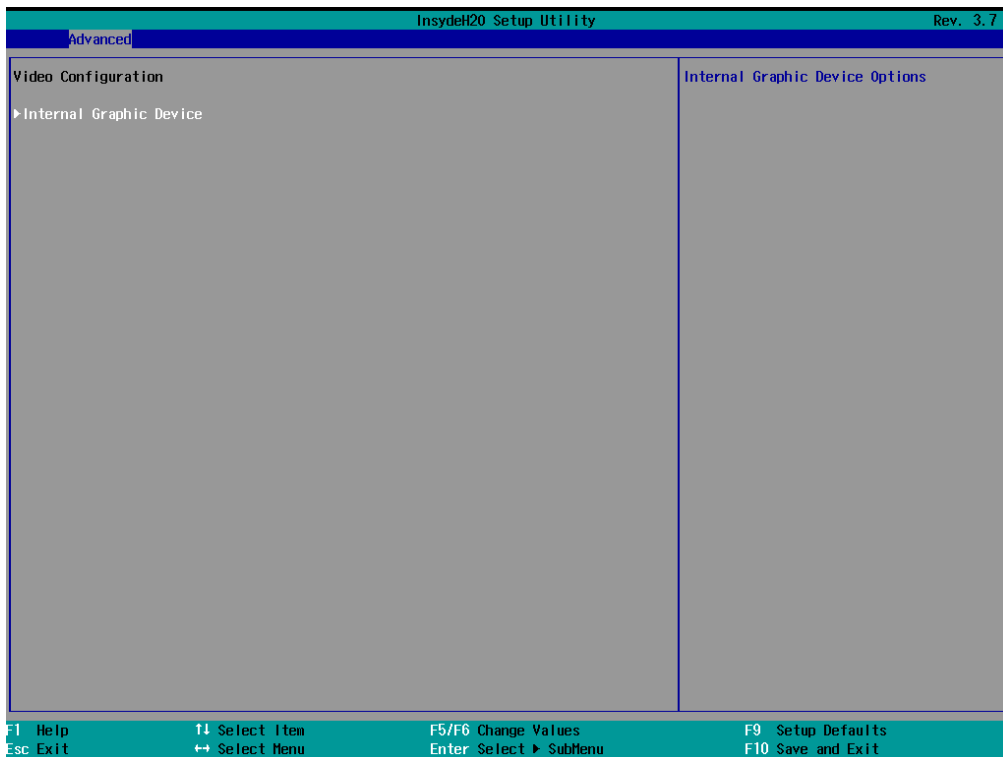 InsydeH20 Setup Utility Rev. 3.7
Advanced
Video Configuration Internal Graphic Device Options
▶Internal Graphic Device
F1 Help ↑↓ Select Item F5/F6 Change Values F9 Setup Defaults
Esc Exit ↔ Select Menu Enter Select ▶ SubMenu F10 Save and Exit